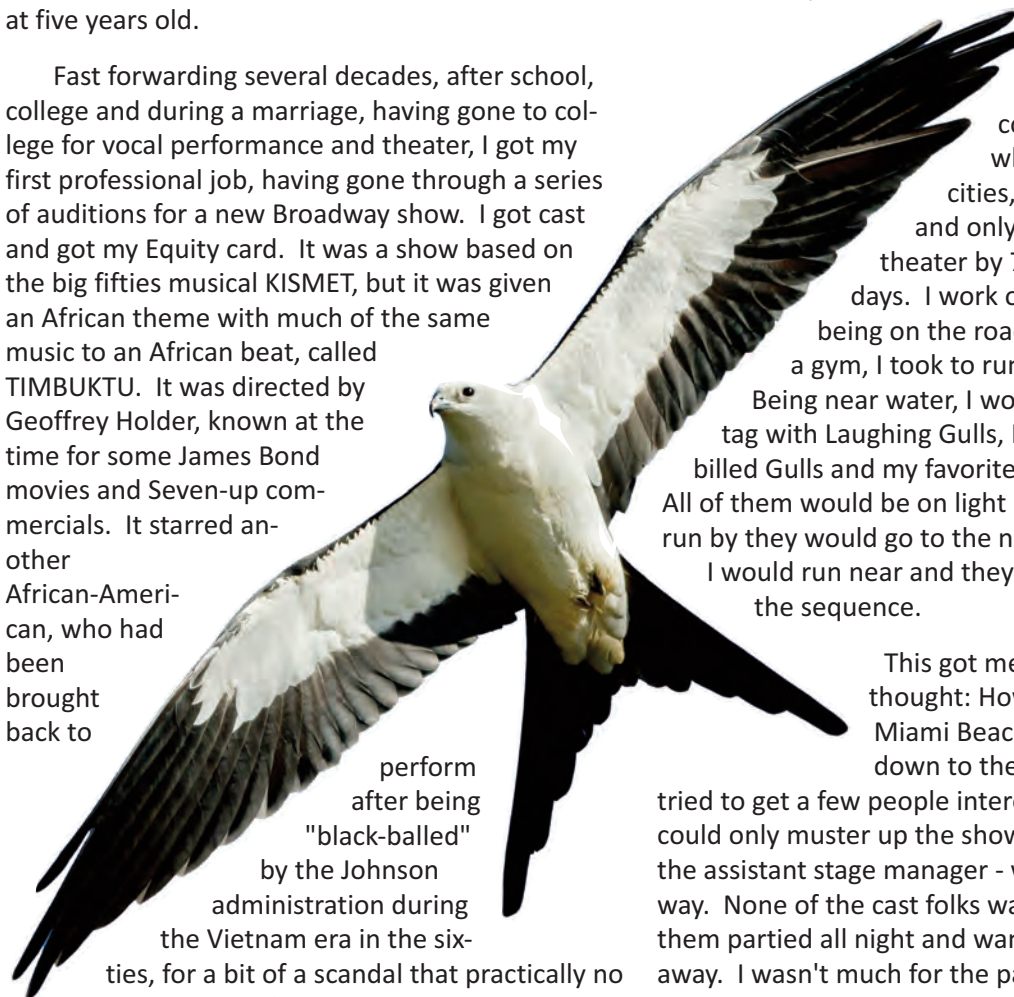 at five years old.
Fast forwarding several decades, after school,
college and during a marriage, having gone to col-
lege for vocal performance and theater, I got my
first professional job, having gone through a series
of auditions for a new Broadway show. I got cast
and got my Equity card. It was a show based on
the big fifties musical KISMET, but it was given
an African theme with much of the same
music to an African beat, called
TIMBUKTU. It was directed by
Geoffrey Holder, known at the
time for some James Bond
movies and Seven-up com-
mercials. It starred an-
other
African-Ameri-
can, who had
been
brought
back to
perform
after being
"black-balled"
by the Johnson
administration during
the Vietnam era in the six-
ties, for a bit of a scandal that practically no
co
wh
cities,
and only
theater by 7
days. I work o
being on the roa
a gym, I took to run
Being near water, I wo
tag with Laughing Gulls,
billed Gulls and my favorite
All of them would be on light
run by they would go to the n
I would run near and they
the sequence.
This got me
thought: How
Miami Beac
down to the
tried to get a few people intere
could only muster up the show
the assistant stage manager - w
way. None of the cast folks wa
them partied all night and wan
away. I wasn't much for the pa